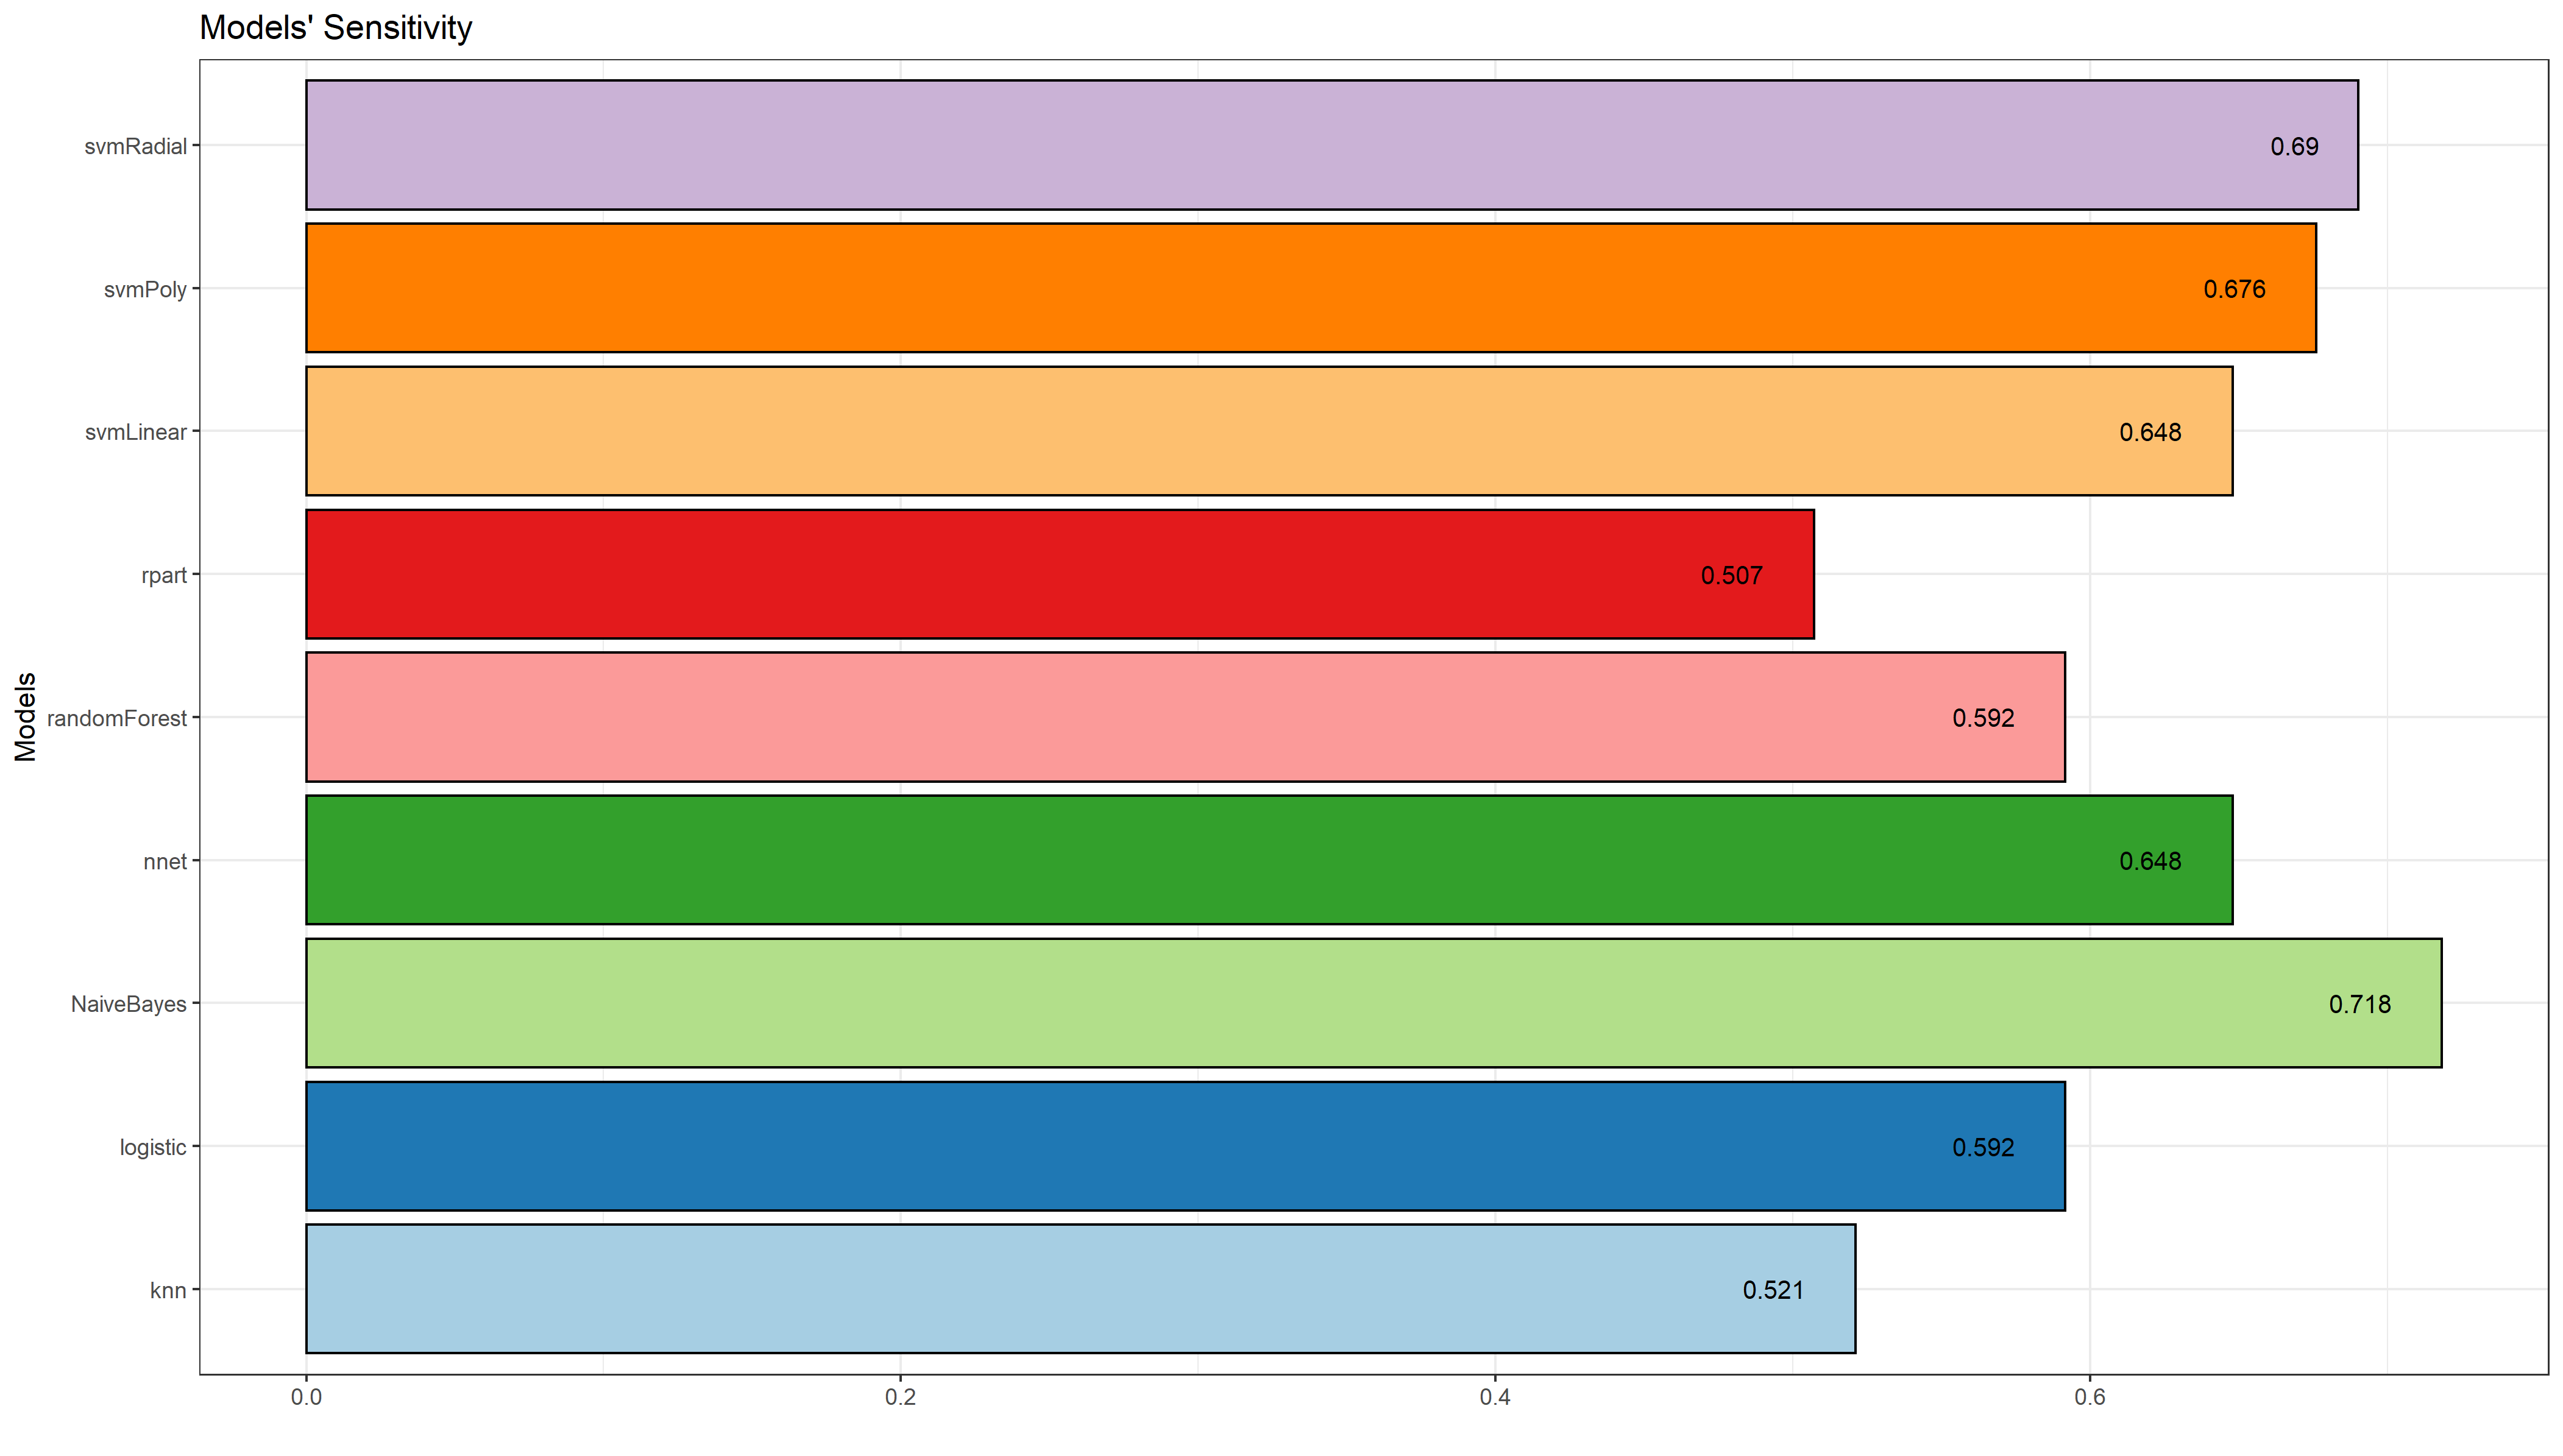 Models' Sensitivity
Models
svmRadial
0.69
svmPoly
0.676
svmLinear
0.648
rpart
0.507
randomForest
0.592
nnet
0.648
NaiveBayes
0.718
logistic
0.592
knn
0.521
0.0 0.2 0.4 0.6